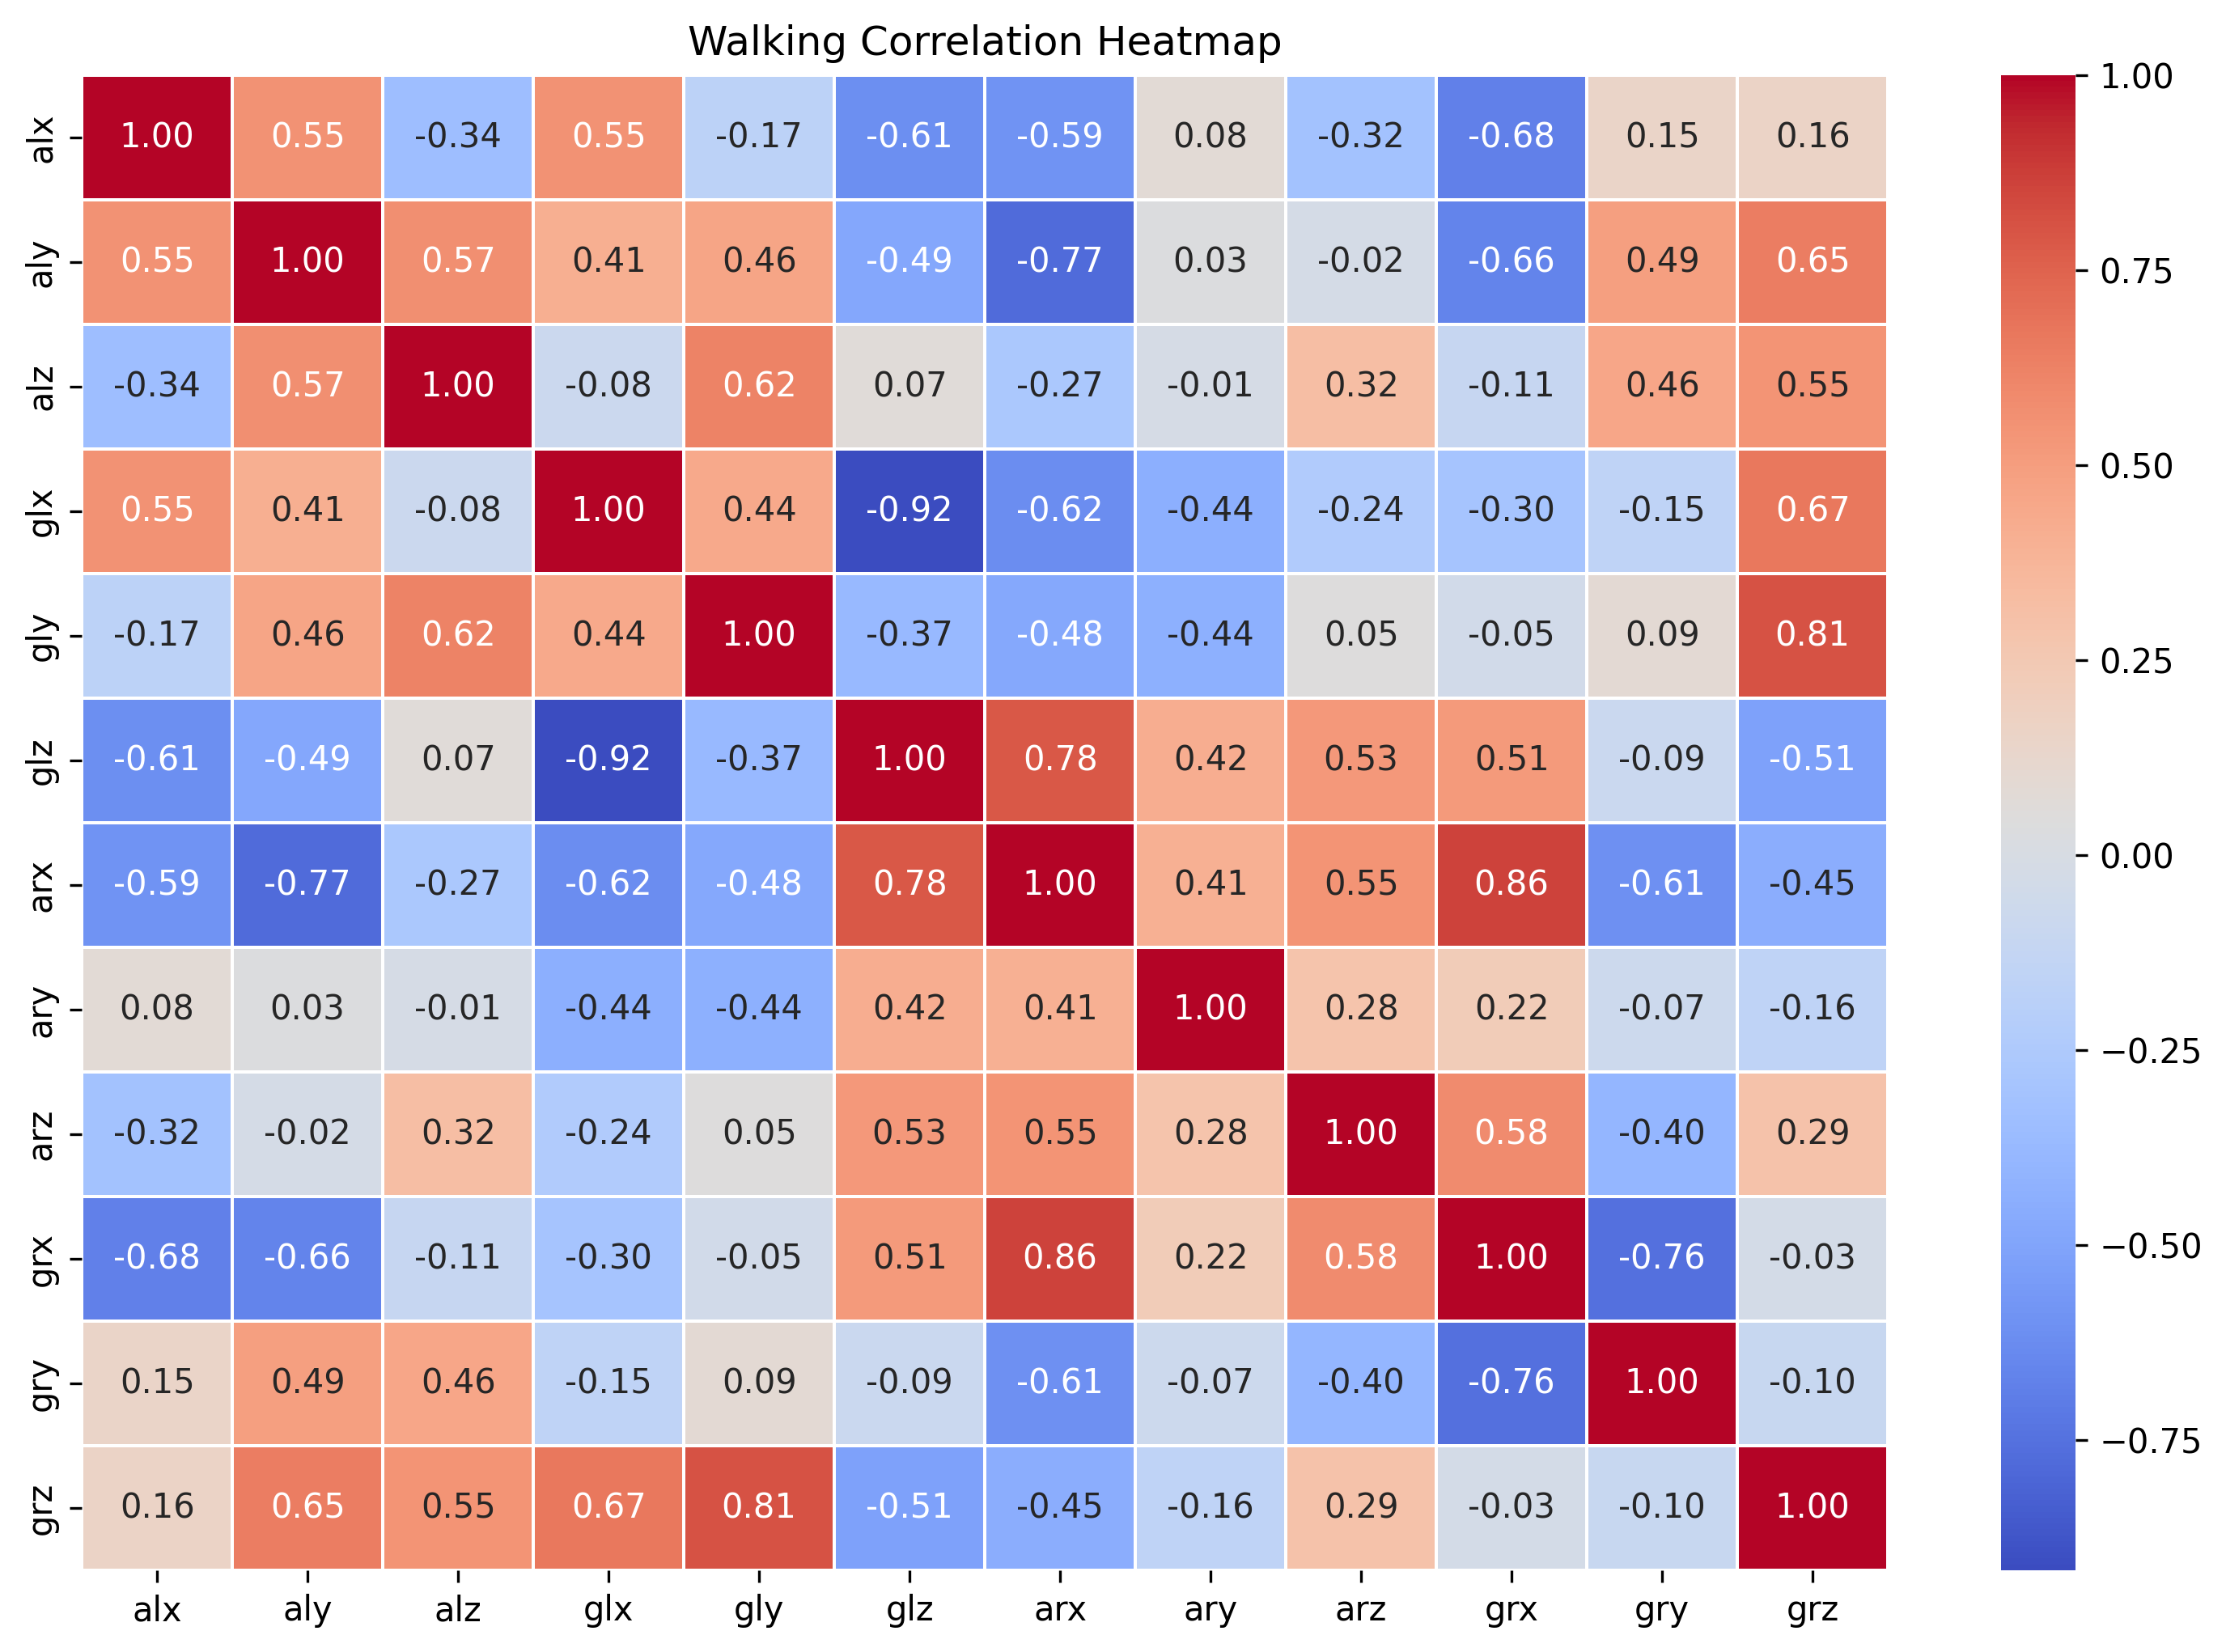 Walking Correlation Heatmap
alx 1.00 0.55 -0.34 0.55 -0.17 -0.61 -0.59 0.08 -0.32 -0.68 0.15 0.16
aly 0.55 1.00 0.57 0.41 0.46 -0.49 -0.77 0.03 -0.02 -0.66 0.49 0.65
alz -0.34 0.57 1.00 -0.08 0.62 0.07 -0.27 -0.01 0.32 -0.11 0.46 0.55
glx 0.55 0.41 -0.08 1.00 0.44 -0.92 -0.62 -0.44 -0.24 -0.30 -0.15 0.67
gly -0.17 0.46 0.62 0.44 1.00 -0.37 -0.48 -0.44 0.05 -0.05 0.09 0.81
glz -0.61 -0.49 0.07 -0.92 -0.37 1.00 0.78 0.42 0.53 0.51 -0.09 -0.51
arx -0.59 -0.77 -0.27 -0.62 -0.48 0.78 1.00 0.41 0.55 0.86 -0.61 -0.45
ary 0.08 0.03 -0.01 -0.44 -0.44 0.42 0.41 1.00 0.28 0.22 -0.07 -0.16
arz -0.32 -0.02 0.32 -0.24 0.05 0.53 0.55 0.28 1.00 0.58 -0.40 0.29
grx -0.68 -0.66 -0.11 -0.30 -0.05 0.51 0.86 0.22 0.58 1.00 -0.76 -0.03
gry 0.15 0.49 0.46 -0.15 0.09 -0.09 -0.61 -0.07 -0.40 -0.76 1.00 -0.10
grz 0.16 0.65 0.55 0.67 0.81 -0.51 -0.45 -0.16 0.29 -0.03 -0.10 1.00
alx aly alz glx gly glz arx ary arz grx gry grz
1.00
0.75
0.50
0.25
0.00
−0.25
−0.50
−0.75